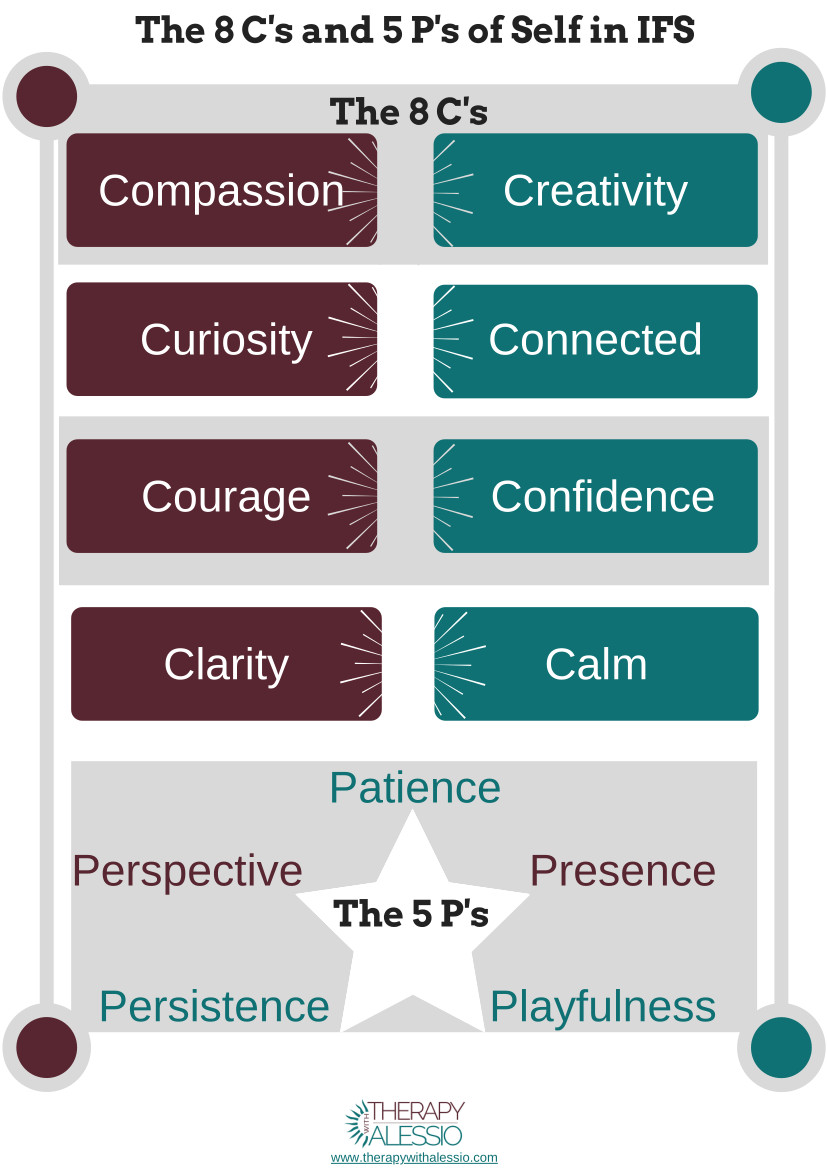 The 8 C's and 5 P's of Self in IFS
The 8 C's
Compassion
Creativity
Curiosity
Connected
Courage
Confidence
Clarity
Calm
Patience
Perspective
Presence
The 5 P's
Persistence
Playfulness
THERAPY
WITH
ALESSIO
www.therapywithalessio.com